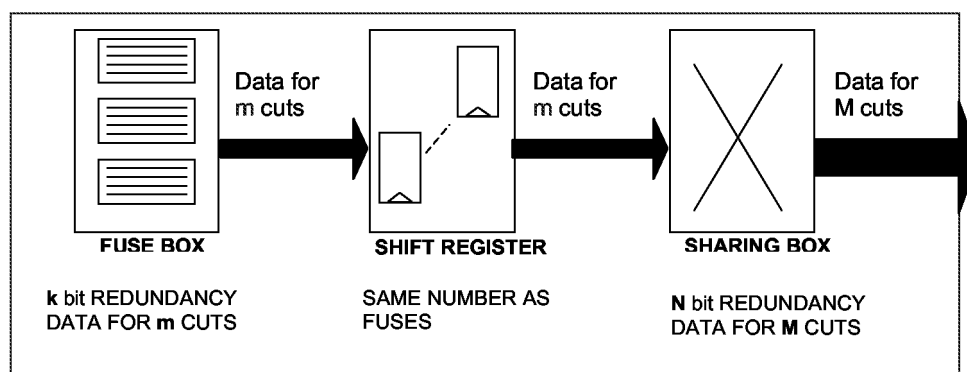 Data for
m cuts
Data for
m cuts
Data for
M cuts
FUSE BOX
SHIFT REGISTER
SHARING BOX
k bit REDUNDANCY
DATA FOR m CUTS
SAME NUMBER AS
FUSES
N bit REDUNDANCY
DATA FOR M CUTS